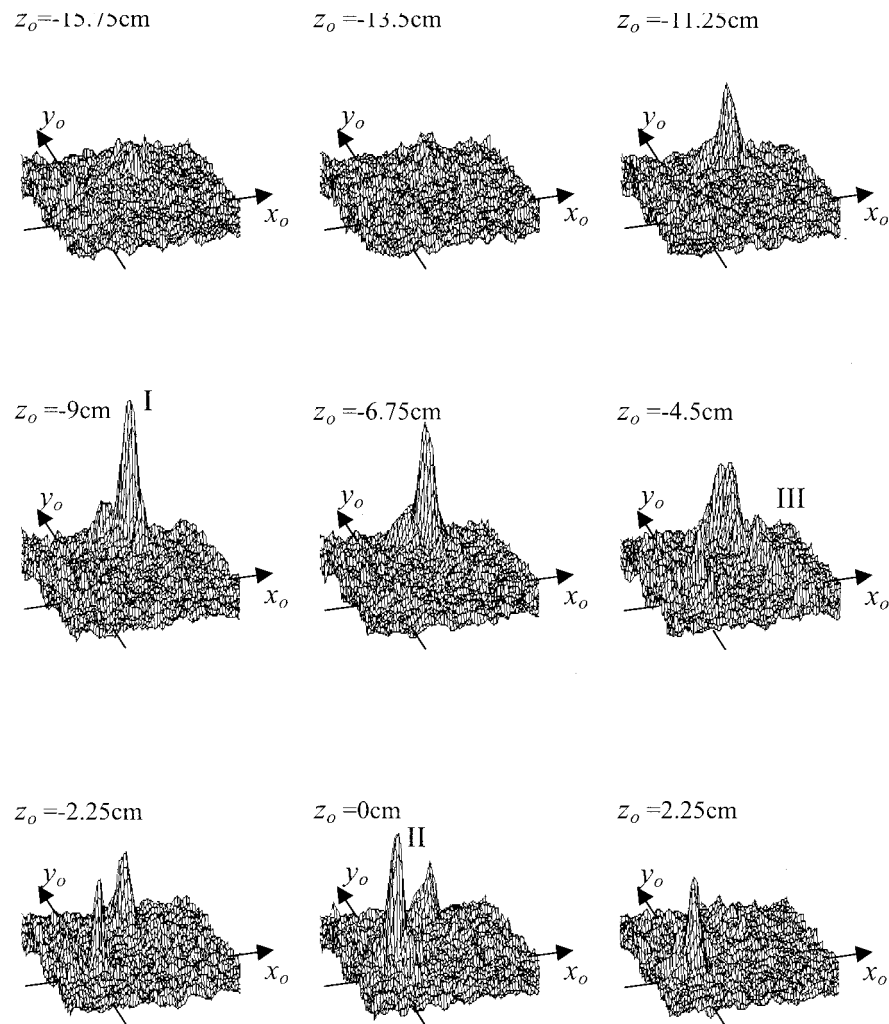 z_o=-15.75cm
z_o=-13.5cm
z_o=-11.25cm
y_o
x_o
y_o
x_o
y_o
x_o
z_o =-9cm
I
z_o =-6.75cm
z_o =-4.5cm
III
y_o
x_o
y_o
x_o
y_o
x_o
z_o =-2.25cm
z_o =0cm
II
z_o =2.25cm
y_o
x_o
y_o
x_o
y_o
x_o